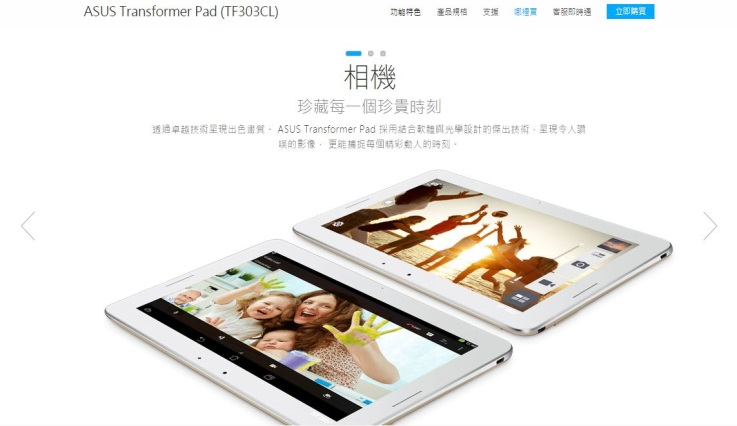 ASUS Transformer Pad (TF303CL)
功能特色 產品規格 支援 哪裡買 客服即時通 立即購買
相機
珍藏每一個珍貴時刻
透過卓越技術呈現出色畫質。 ASUS Transformer Pad 採用結合軟體與光學設計的傑出技術，呈現令人讚
嘆的影像， 更能捕捉每個精彩動人的時刻。